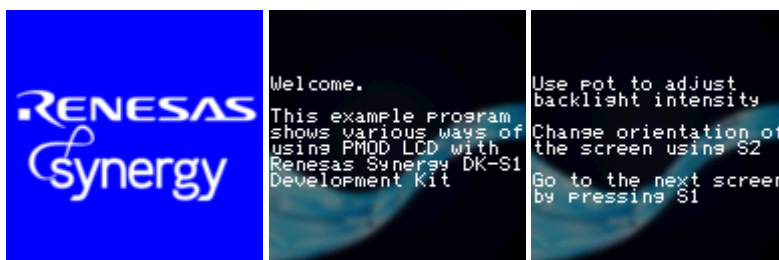 RENESAS
synergy
Welcome.
This example program
shows various ways of
using PMOD LCD with
Renesas Synergy DK-S1
Development Kit
Use pot to adjust
backlight intensity
Change orientation of
the screen using S2
Go to the next screen
by pressing S1